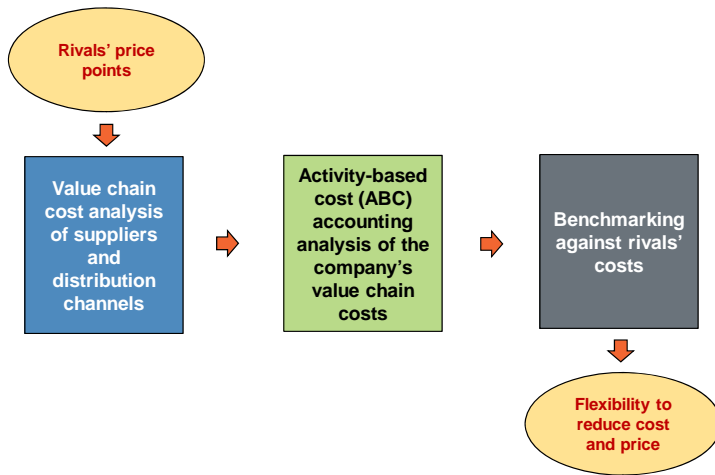 Rivals’ price
points
Value chain
cost analysis
of suppliers
and
distribution
channels
Activity-based
cost (ABC)
accounting
analysis of the
company’s
value chain
costs
Benchmarking
against rivals’
costs
Flexibility to
reduce cost
and price